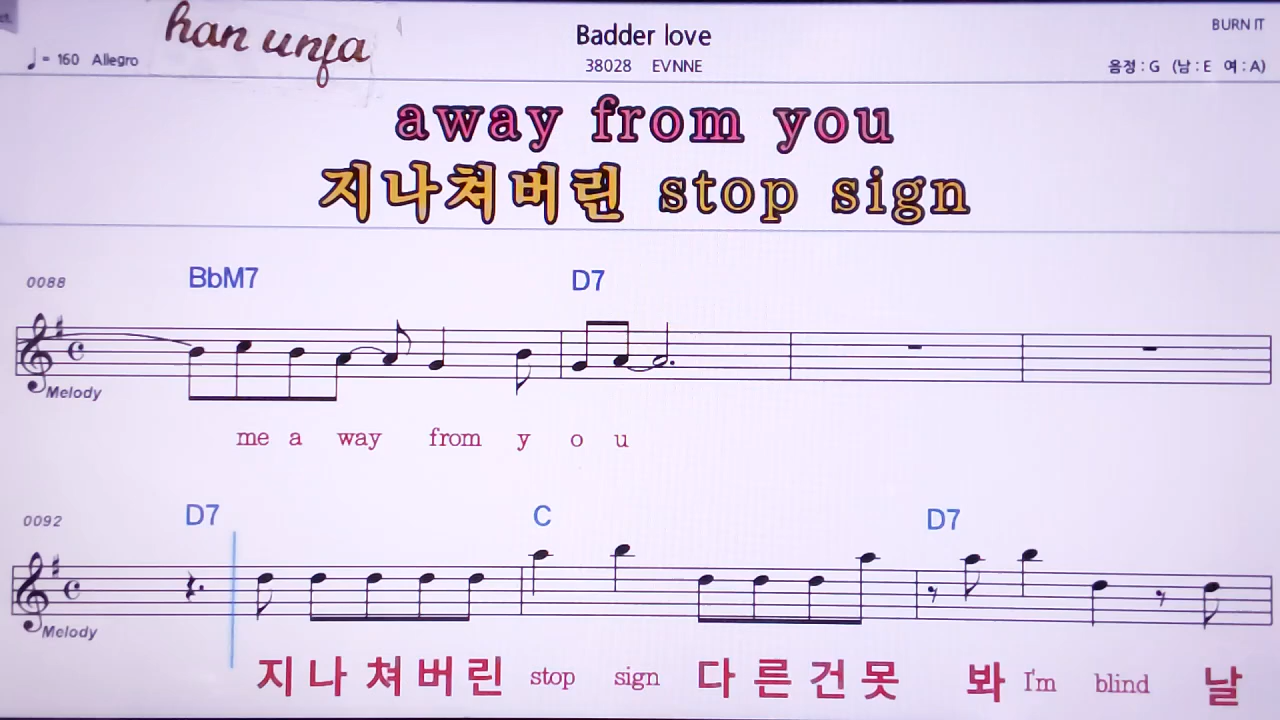 han unja
Badder love
BURN IT
♩ = 160 Allegro
38028 EVNNE
음정 : G (남 : E 여 : A)
away from you
지나쳐버린 stop sign
0088
BbM7 D7
Melody
me a way from y o u
0092
D7 C D7
Melody
지 나 쳐 버 린 stop sign 다 른 건 못 봐 I'm blind 날